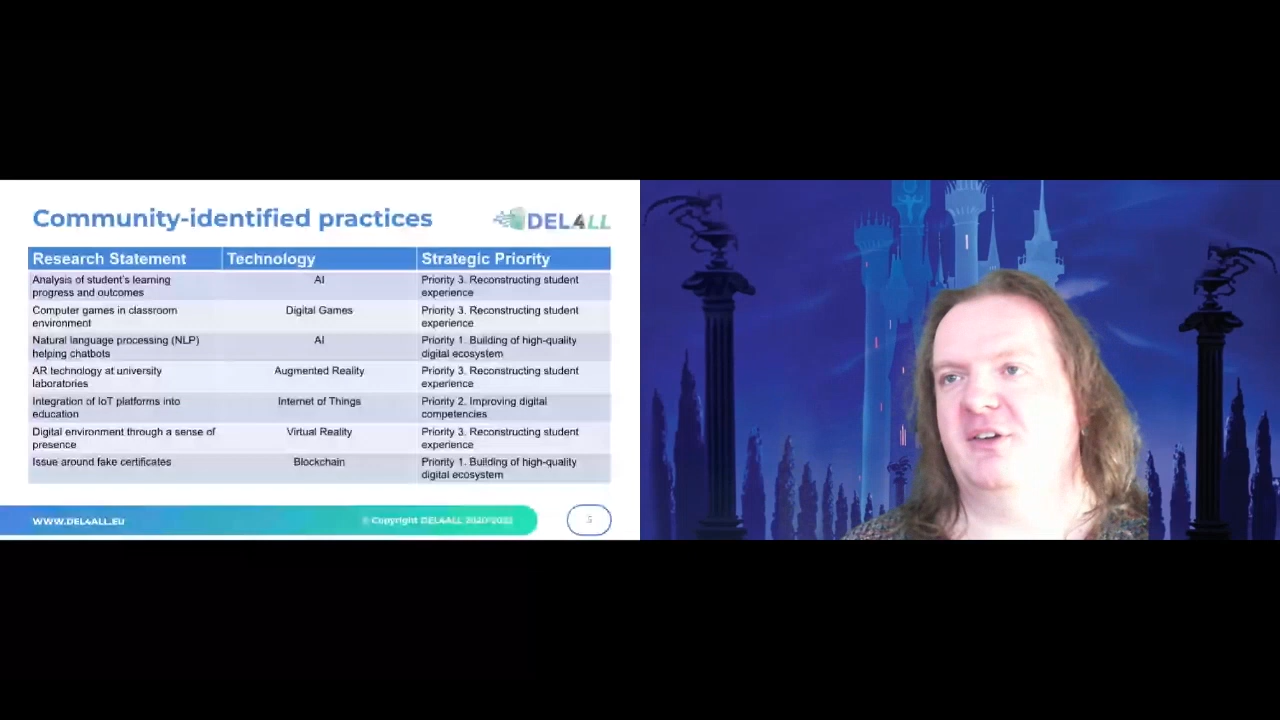 Community-identified practices
DEL4ALL
Research Statement Technology Strategic Priority
Analysis of student's learning progress and outcomes AI Priority 3. Reconstructing student experience
Computer games in classroom environment Digital Games Priority 3. Reconstructing student experience
Natural language processing (NLP) helping chatbots AI Priority 1. Building of high-quality digital ecosystem
AR technology at university laboratories Augmented Reality Priority 3. Reconstructing student experience
Integration of IoT platforms into education Internet of Things Priority 2. Improving digital competencies
Digital environment through a sense of presence Virtual Reality Priority 3. Reconstructing student experience
Issue around fake certificates Blockchain Priority 1. Building of high-quality digital ecosystem
WWW.DEL4ALL.EU © Copyright DEL4ALL 5